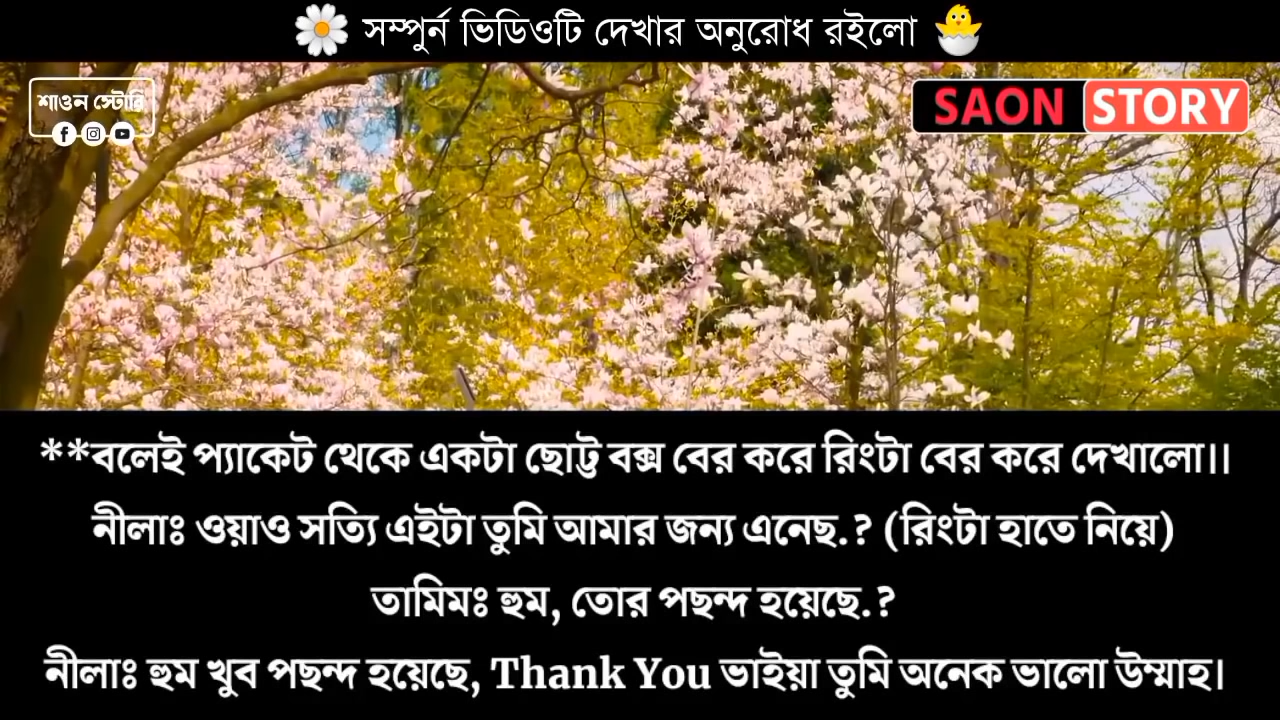 সম্পুর্ন ভিডিওটি দেখার অনুরোধ রইলো
শাওন স্টোরি
SAON STORY
**বলেই প্যাকেট থেকে একটা ছোট্ট বক্স বের করে রিংটা বের করে দেখালো।।
নীলাঃ ওয়াও সত্যি এইটা তুমি আমার জন্য এনেছ.? (রিংটা হাতে নিয়ে)
তামিমঃ হুম, তোর পছন্দ হয়েছে.?
নীলাঃ হুম খুব পছন্দ হয়েছে, Thank You ভাইয়া তুমি অনেক ভালো উম্মাহ।